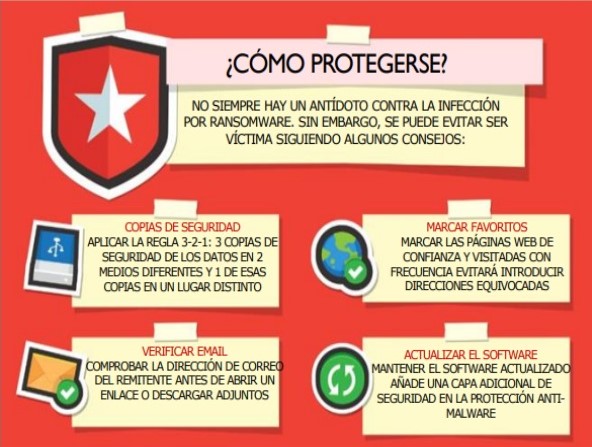 ¿CÓMO PROTEGERSE?
NO SIEMPRE HAY UN ANTÍDOTO CONTRA LA INFECCIÓN
POR RANSOMWARE. SIN EMBARGO, SE PUEDE EVITAR SER
VÍCTIMA SIGUIENDO ALGUNOS CONSEJOS:
COPIAS DE SEGURIDAD
APLICAR LA REGLA 3-2-1: 3 COPIAS DE
SEGURIDAD DE LOS DATOS EN 2
MEDIOS DIFERENTES Y 1 DE ESAS
COPIAS EN UN LUGAR DISTINTO
MARCAR FAVORITOS
MARCAR LAS PÁGINAS WEB DE
CONFIANZA Y VISITADAS CON
FRECUENCIA EVITARÁ INTRODUCIR
DIRECCIONES EQUIVOCADAS
VERIFICAR EMAIL
COMPROBAR LA DIRECCIÓN DE CORREO
DEL REMITENTE ANTES DE ABRIR UN
ENLACE O DESCARGAR ADJUNTOS
ACTUALIZAR EL SOFTWARE
MANTENER EL SOFTWARE ACTUALIZADO
AÑADE UNA CAPA ADICIONAL DE
SEGURIDAD EN LA PROTECCIÓN ANTI-
MALWARE